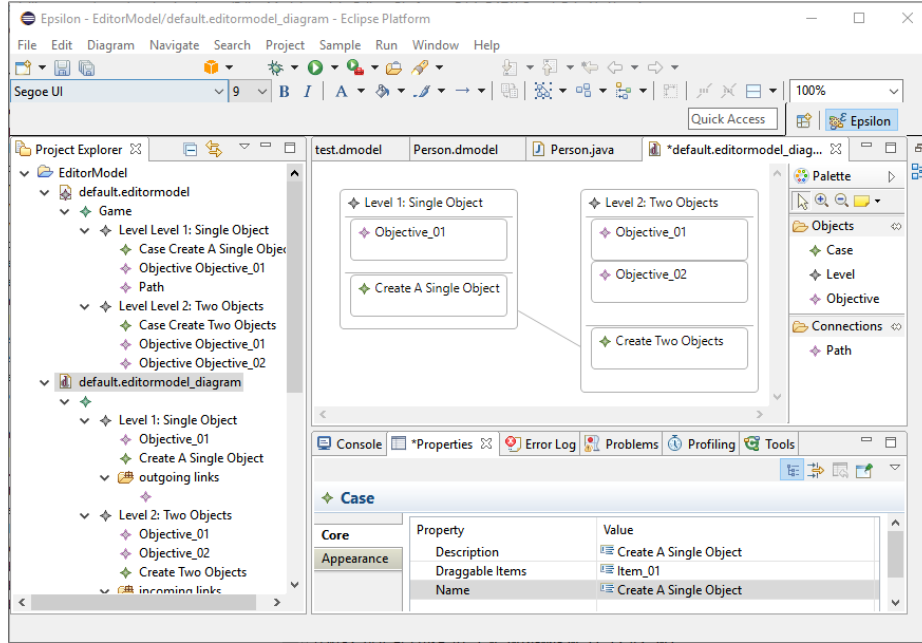 Epsilon - EditorModel/default.editormodel_diagram - Eclipse Platform
File Edit Diagram Navigate Search Project Sample Run Window Help
Segoe UI 9 B I A 100%
Quick Access Epsilon
Project Explorer
EditorModel
default.editormodel
Game
Level Level 1: Single Object
Case Create A Single Objec
Objective Objective_01
Path
Level Level 2: Two Objects
Case Create Two Objects
Objective Objective_01
Objective Objective_02
default.editormodel_diagram
Level 1: Single Object
Objective_01
Create A Single Object
outgoing links
Level 2: Two Objects
Objective_01
Objective_02
Create Two Objects
incoming links
test.dmodel Person.dmodel Person.java *default.editormodel_diag...
Level 1: Single Object
Objective_01
Create A Single Object
Level 2: Two Objects
Objective_01
Objective_02
Create Two Objects
Palette
Objects
Case
Level
Objective
Connections
Path
Console *Properties Error Log Problems Profiling Tools
Case
Core
Appearance
Property Value
Description Create A Single Object
Draggable Items Item_01
Name Create A Single Object